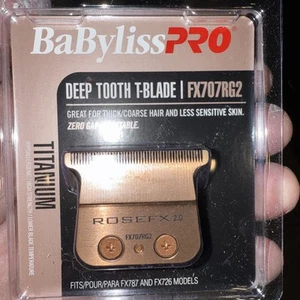 BaBylissPRO
DEEP TOOTH T-BLADE | FX707RG2
GREAT FOR THICK/COARSE HAIR AND LESS SENSITIVE SKIN.
ZERO GAP
TITANIUM
ROSEFX 2.0
FX707RG2
FITS/POUR/PARA FX787 AND FX726 MODELS